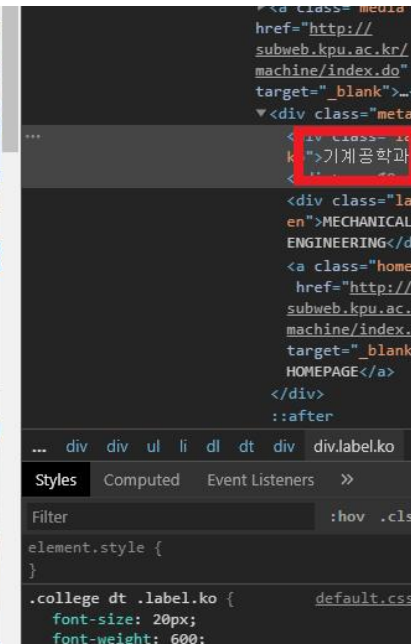 <a class="media
href="http://
subweb.kpu.ac.kr/
machine/index.do"
target="_blank">…
▼<div class="meta
...
">기계공학과
<div class="la
en">MECHANICAL
ENGINEERING</d
<a class="home
href="http://
subweb.kpu.ac.
machine/index.
target="_blank
HOMEPAGE</a>
</div>
::after
... div div ul li dl dt div div.label.ko
Styles Computed Event Listeners »
Filter :hov .cls
element.style {
}
.college dt .label.ko { default.css
font-size: 20px;
font-weight: 600;